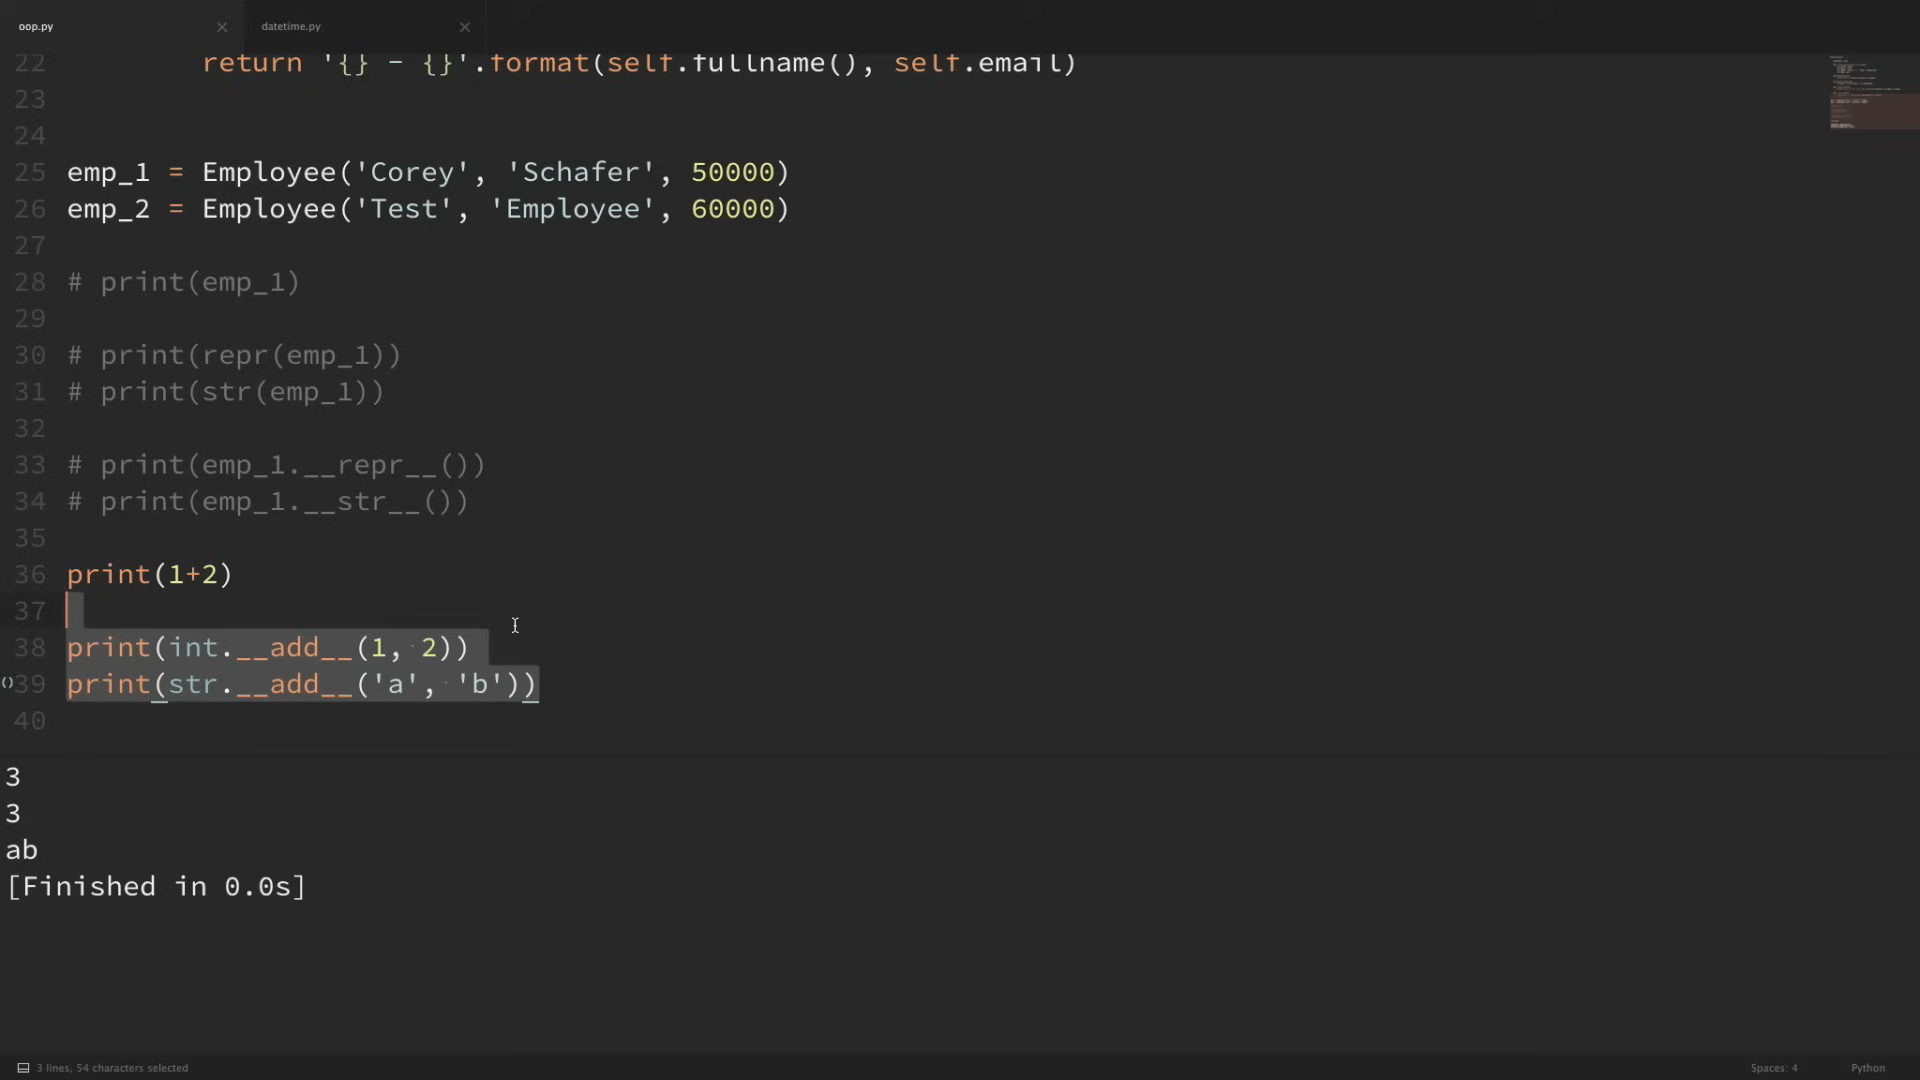 oop.py × datetime.py ×
22 return '{} - {}'.format(self.fullname(), self.email)
23
24
25 emp_1 = Employee('Corey', 'Schafer', 50000)
26 emp_2 = Employee('Test', 'Employee', 60000)
27
28 # print(emp_1)
29
30 # print(repr(emp_1))
31 # print(str(emp_1))
32
33 # print(emp_1.__repr__())
34 # print(emp_1.__str__())
35
36 print(1+2)
37
38 print(int.__add__(1, 2))
39 print(str.__add__('a', 'b'))
40
3
3
ab
[Finished in 0.0s]
3 lines, 54 characters selected Spaces: 4 Python